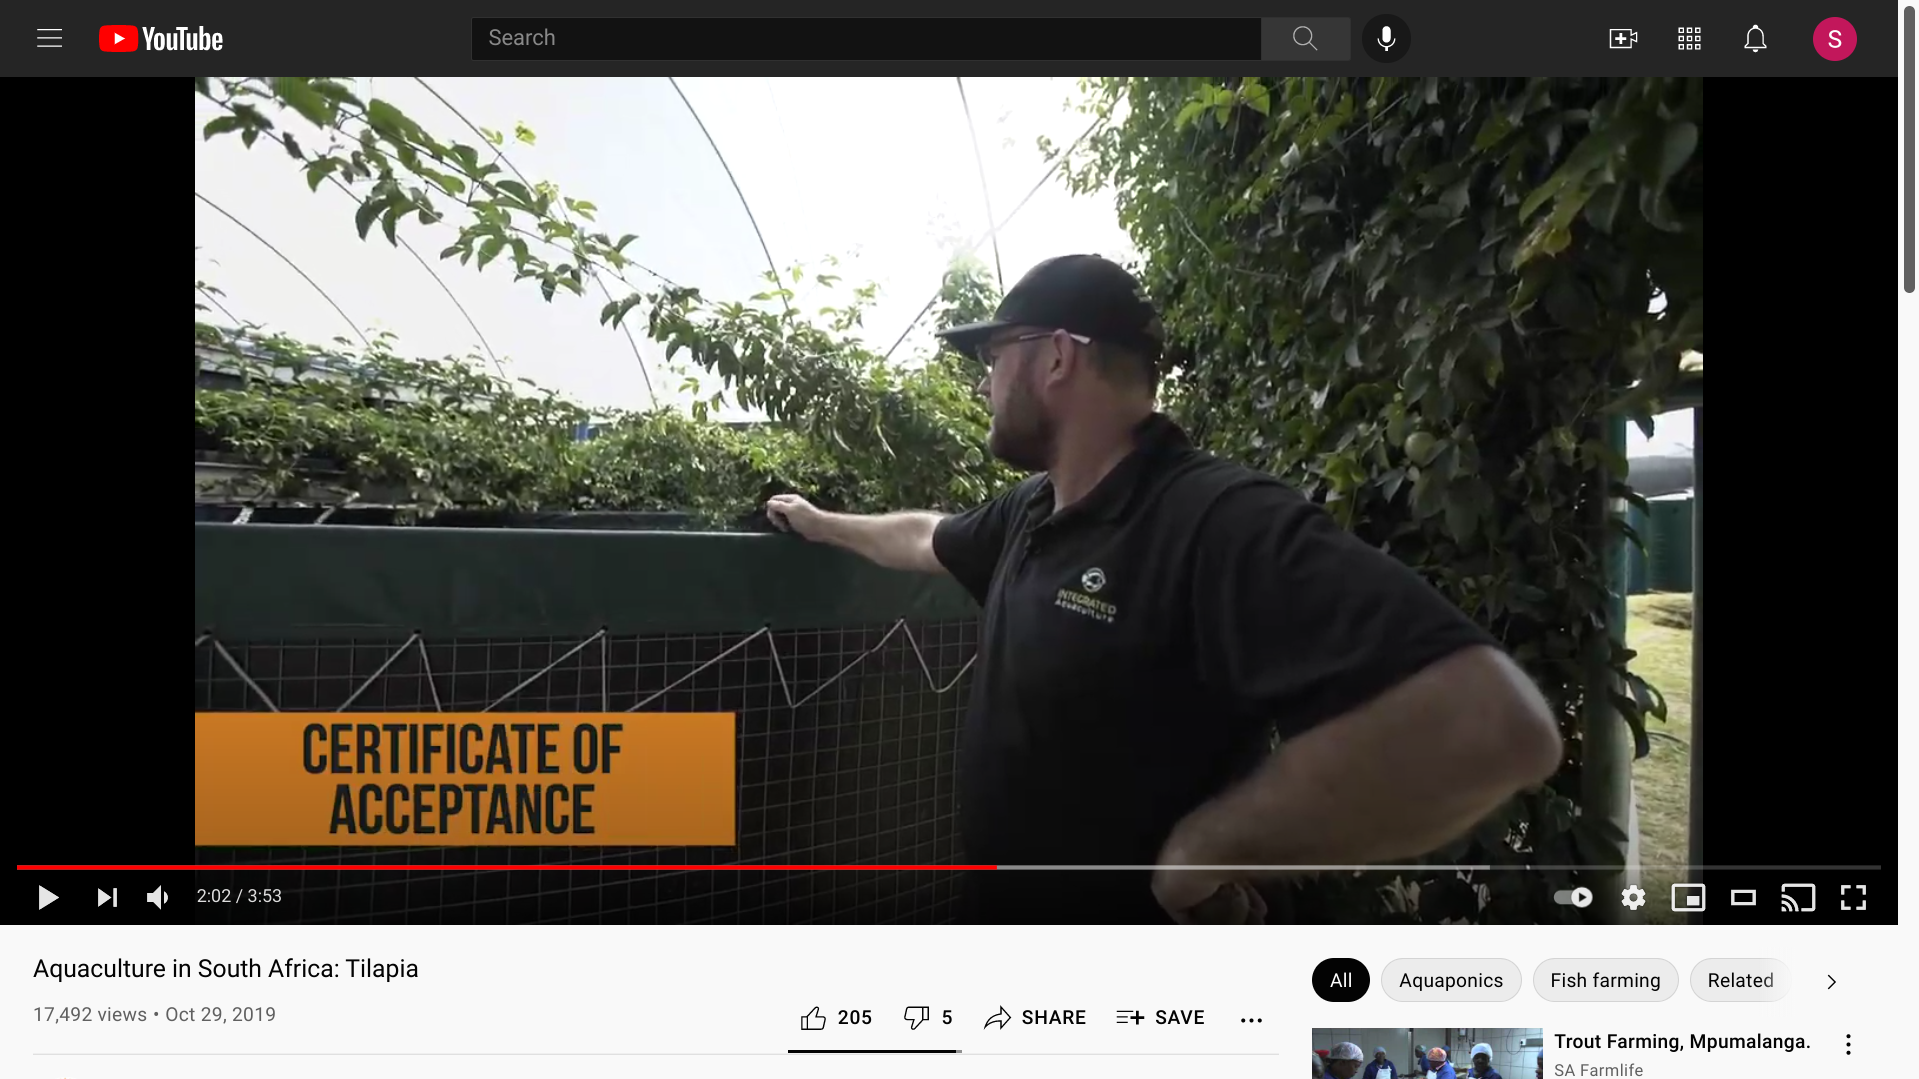 YouTube
Search
S
INTEGRATED
Aquaculture
CERTIFICATE OF
ACCEPTANCE
2:02 / 3:53
Aquaculture in South Africa: Tilapia
17,492 views • Oct 29, 2019
205
5
SHARE
SAVE
All
Aquaponics
Fish farming
Related
Trout Farming, Mpumalanga.
SA Farmlife